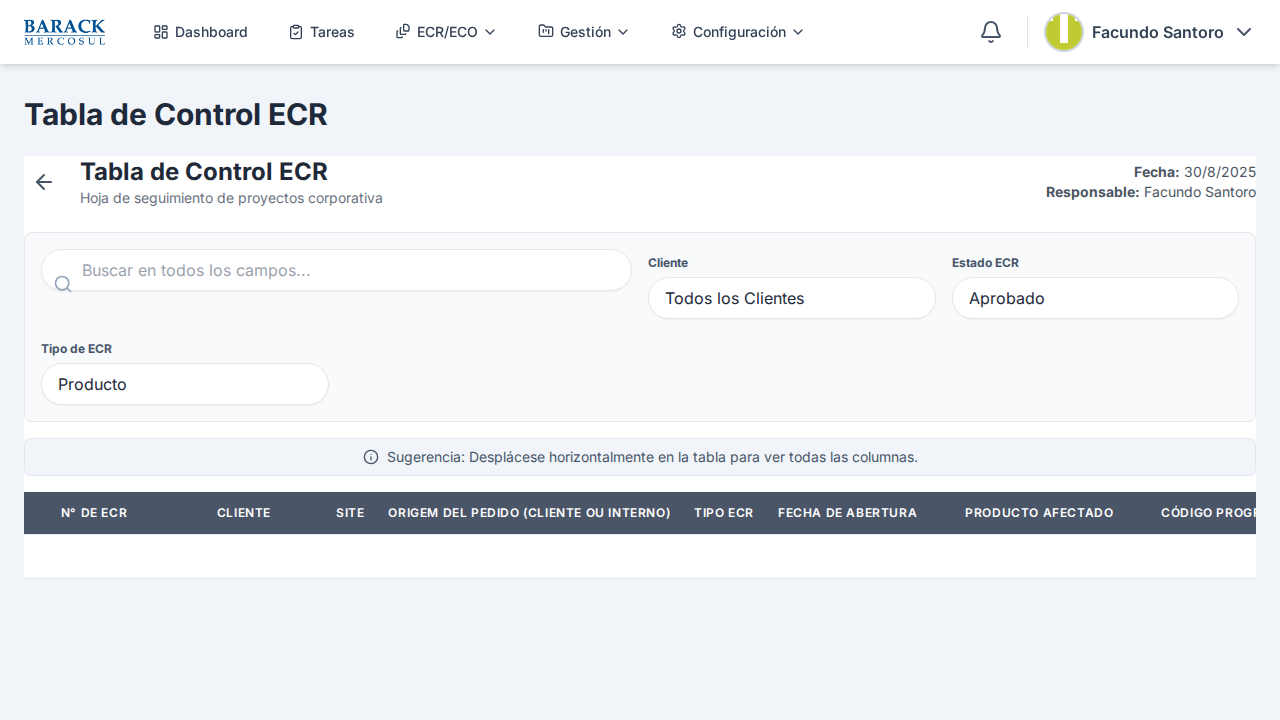 BARACK
MERCOSUL
Dashboard
Tareas
ECR/ECO
Gestión
Configuración
Facundo Santoro
Tabla de Control ECR
Tabla de Control ECR
Hoja de seguimiento de proyectos corporativa
Fecha: 30/8/2025
Responsable: Facundo Santoro
Buscar en todos los campos...
Cliente
Todos los Clientes
Estado ECR
Aprobado
Tipo de ECR
Producto
Sugerencia: Desplácese horizontalmente en la tabla para ver todas las columnas.
N° DE ECR CLIENTE SITE ORIGEM DEL PEDIDO (CLIENTE OU INTERNO) TIPO ECR FECHA DE ABERTURA PRODUCTO AFECTADO CÓDIGO